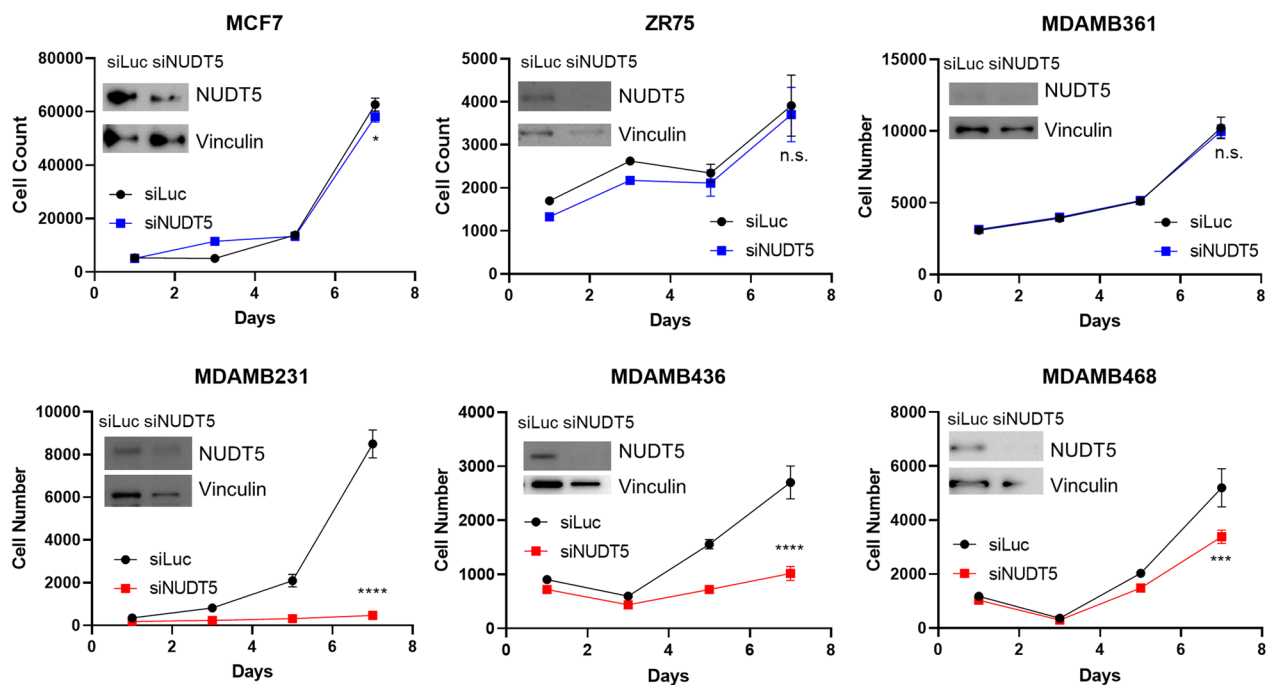 MCF7
siLuc siNUDT5
NUDT5
Vinculin
siLuc
siNUDT5
*
Cell Count
80000
60000
40000
20000
0
0 2 4 6 8
Days
ZR75
siLuc siNUDT5
NUDT5
Vinculin
n.s.
siLuc
siNUDT5
Cell Count
5000
4000
3000
2000
1000
0
0 2 4 6 8
Days
MDAMB361
siLuc siNUDT5
NUDT5
Vinculin
n.s.
siLuc
siNUDT5
Cell Number
15000
10000
5000
0
0 2 4 6 8
Days
MDAMB231
siLuc siNUDT5
NUDT5
Vinculin
siLuc
siNUDT5
****
Cell Number
10000
8000
6000
4000
2000
0
0 2 4 6 8
Days
MDAMB436
siLuc siNUDT5
NUDT5
Vinculin
siLuc
siNUDT5
****
Cell Number
4000
3000
2000
1000
0
0 2 4 6 8
Days
MDAMB468
siLuc siNUDT5
NUDT5
Vinculin
siLuc
siNUDT5
***
Cell Number
8000
6000
4000
2000
0
0 2 4 6 8
Days